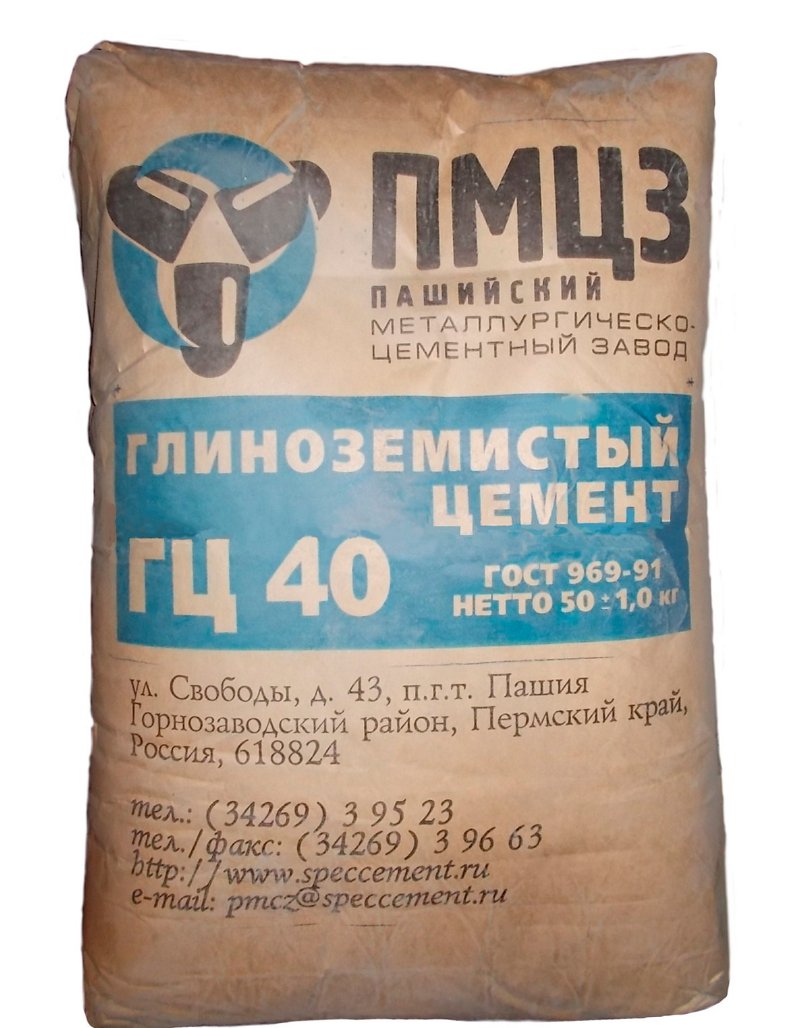 ПМЦЗ
ПАШИЙСКИЙ
МЕТАЛЛУРГИЧЕСКО-
ЦЕМЕНТНЫЙ ЗАВОД
ГЛИНОЗЕМИСТЫЙ
ЦЕМЕНТ
ГЦ 40
ГОСТ 969-91
НЕТТО 50 ± 1,0 кг
ул. Свободы, д. 43, п.г.т. Пашия
Горнозаводский район, Пермский край,
Россия, 618824
тел.: (34269) 3 95 23
тел./факс: (34269) 3 96 63
http://www.speccement.ru
e-mail: pmcz@speccement.ru